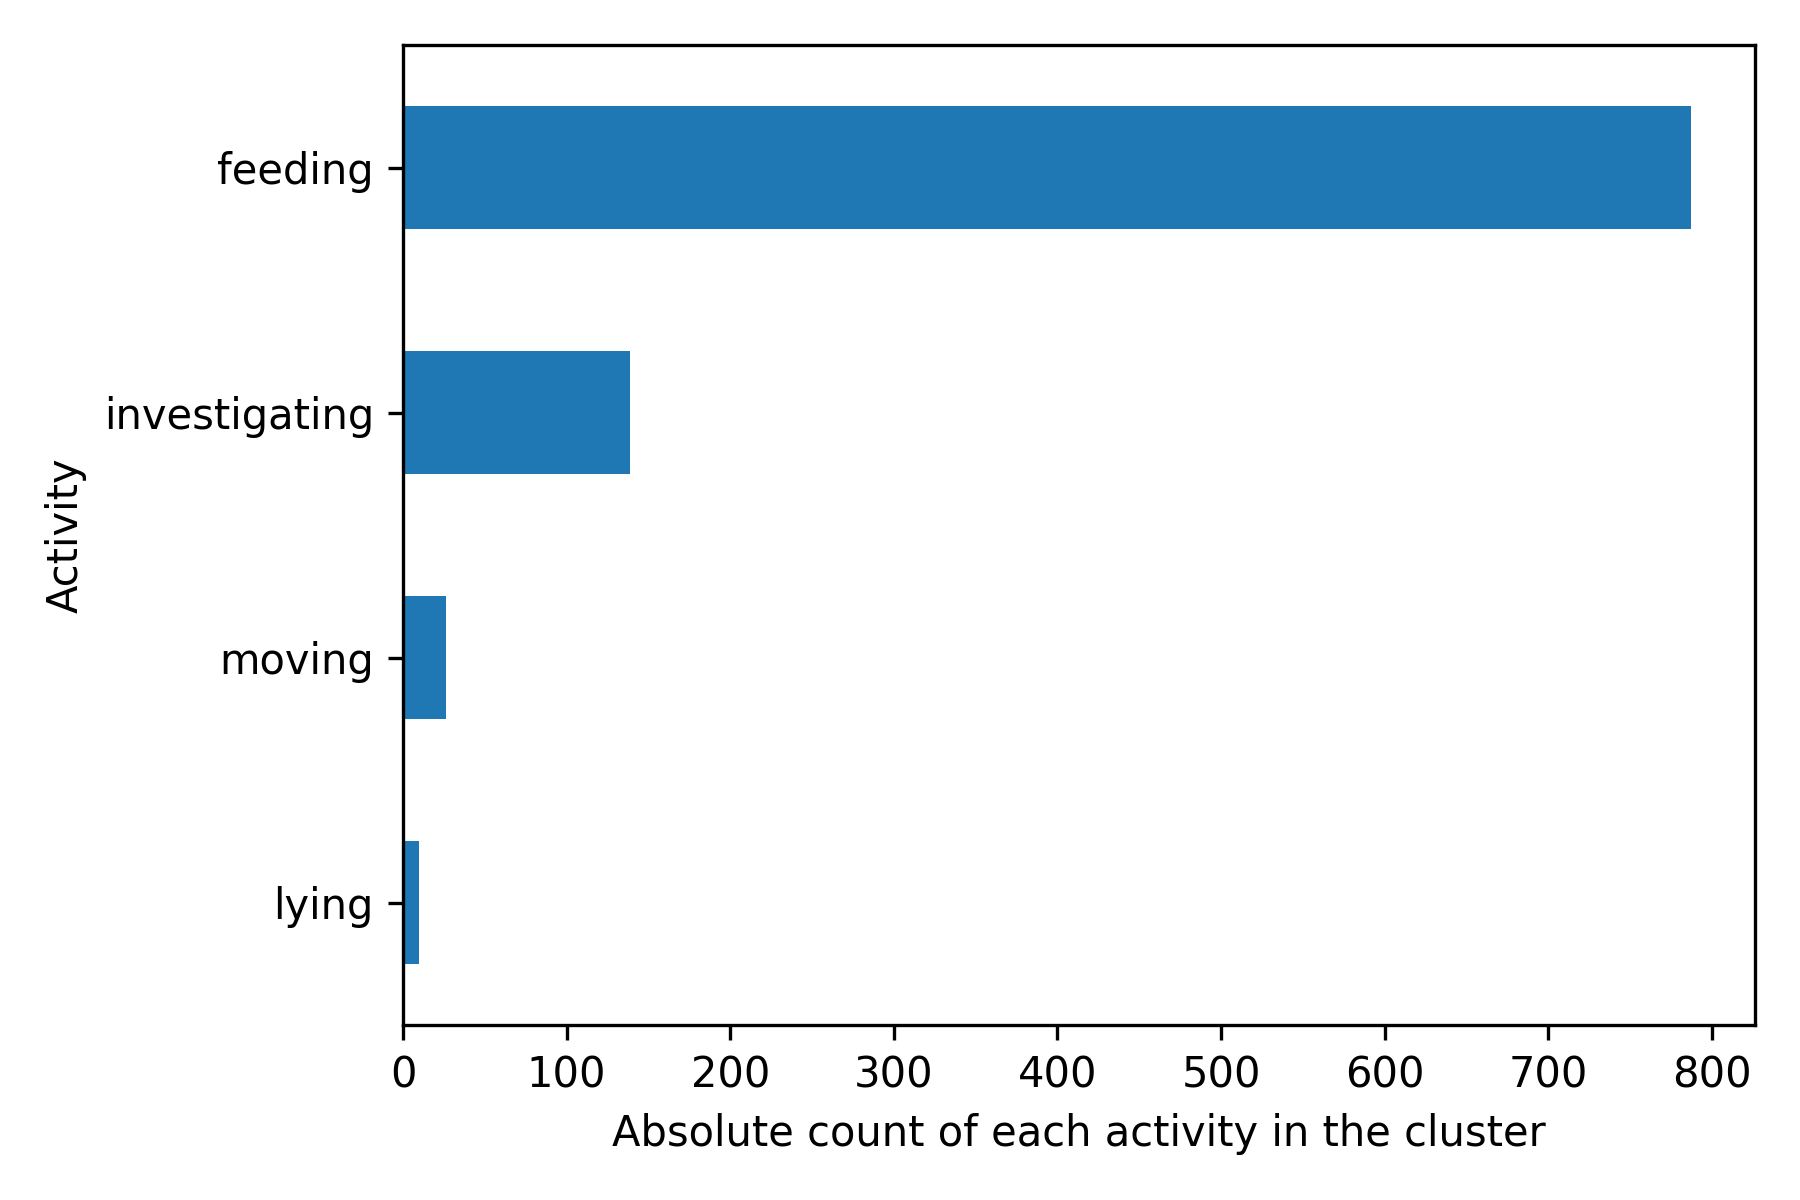 feeding
investigating
moving
lying
Activity
0 100 200 300 400 500 600 700 800
Absolute count of each activity in the cluster